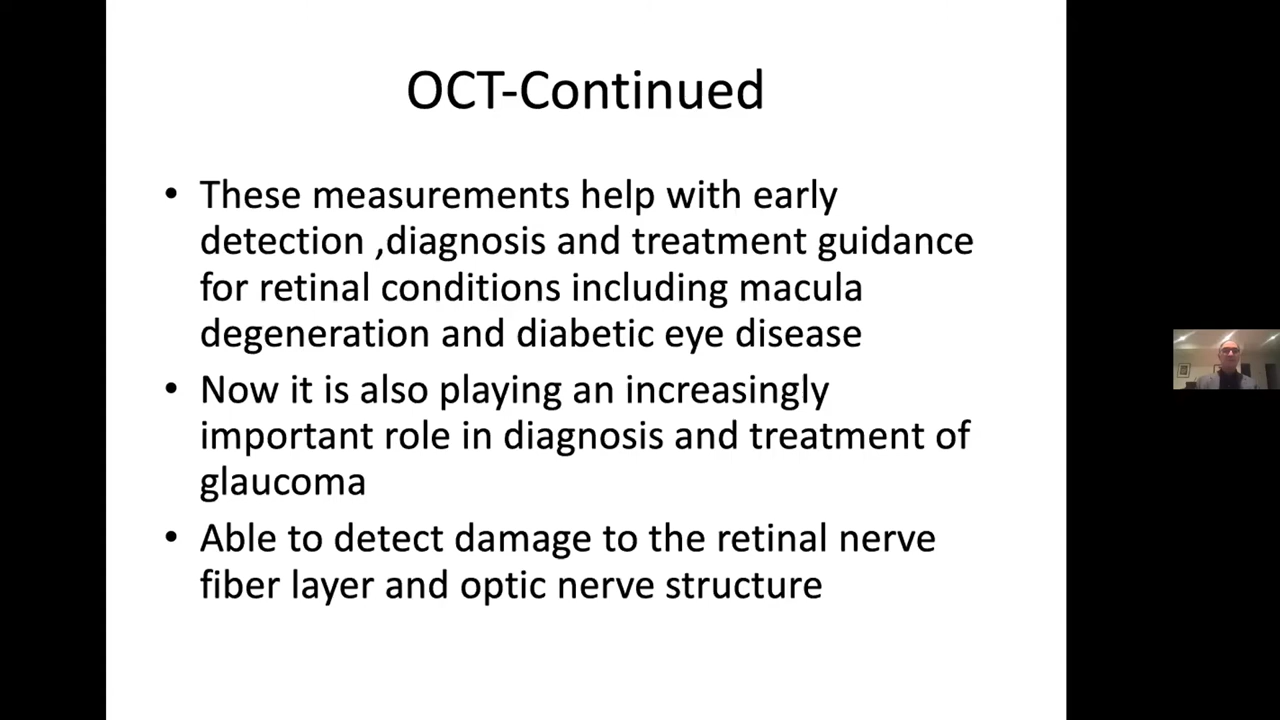 OCT-Continued
• These measurements help with early
detection ,diagnosis and treatment guidance
for retinal conditions including macula
degeneration and diabetic eye disease
• Now it is also playing an increasingly
important role in diagnosis and treatment of
glaucoma
• Able to detect damage to the retinal nerve
fiber layer and optic nerve structure